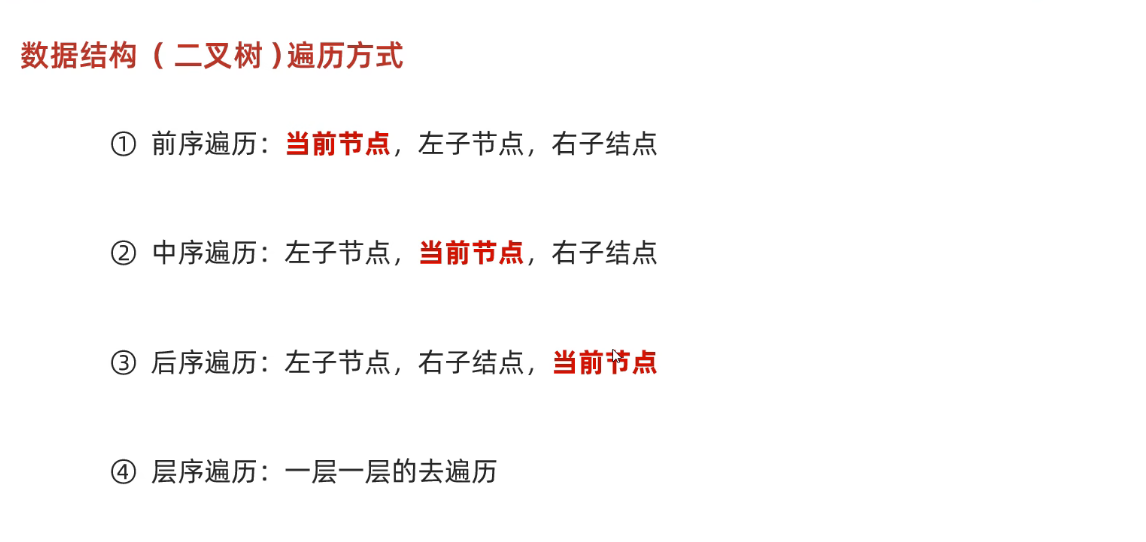 数据结构（二叉树）遍历方式
① 前序遍历：当前节点，左子节点，右子结点
② 中序遍历：左子节点，当前节点，右子结点
③ 后序遍历：左子节点，右子结点，当前节点
④ 层序遍历：一层一层的去遍历